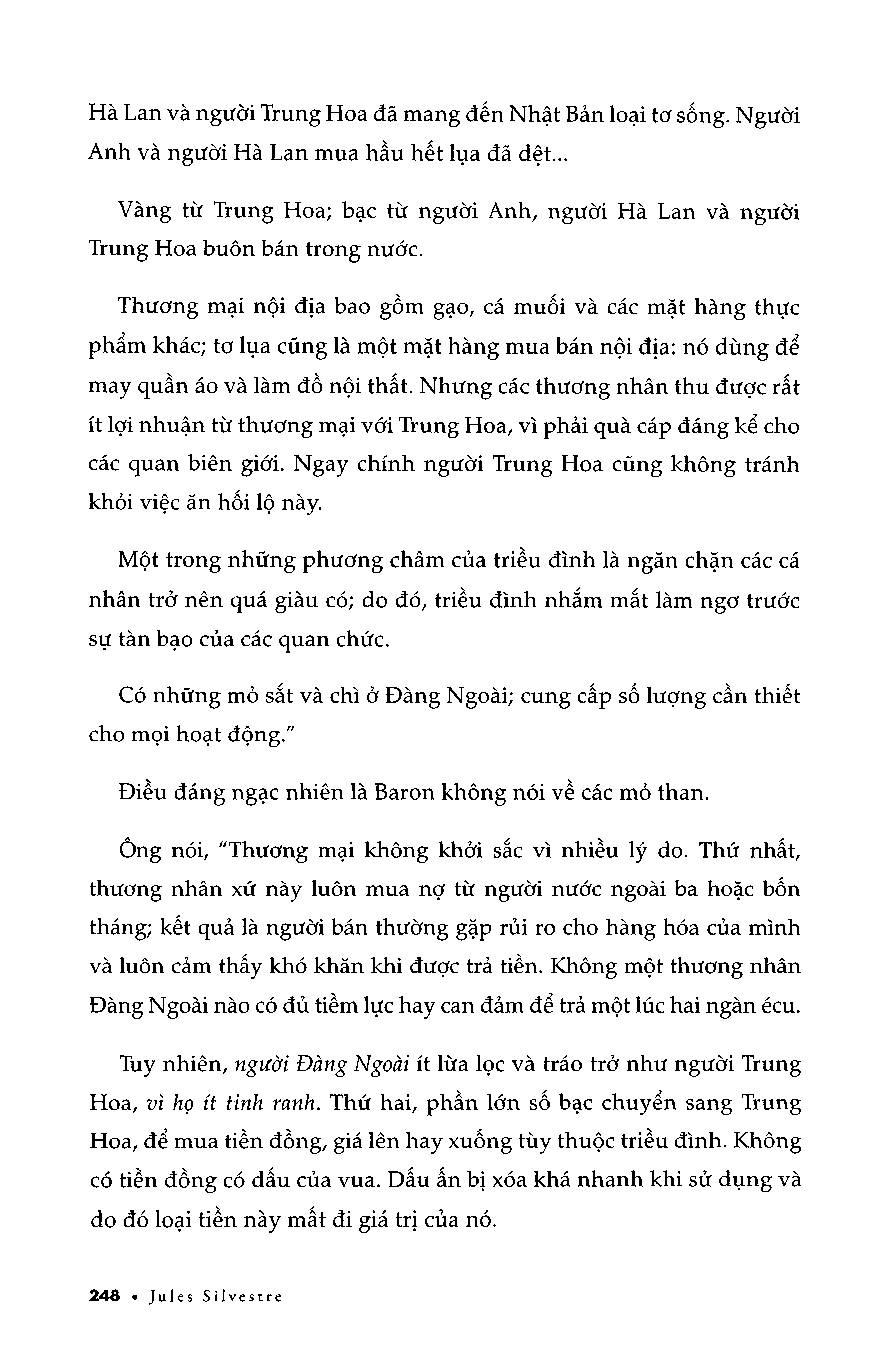 Hà Lan và người Trung Hoa đã mang đến Nhật Bản loại tơ sống. Người
Anh và người Hà Lan mua hầu hết lụa đã dệt...
Vàng từ Trung Hoa; bạc từ người Anh, người Hà Lan và người
Trung Hoa buôn bán trong nước.
Thương mại nội địa bao gồm gạo, cá muối và các mặt hàng thực
phẩm khác; tơ lụa cũng là một mặt hàng mua bán nội địa: nó dùng để
may quần áo và làm đồ nội thất. Nhưng các thương nhân thu được rất
ít lợi nhuận từ thương mại với Trung Hoa, vì phải quà cáp đáng kể cho
các quan biên giới. Ngay chính người Trung Hoa cũng không tránh
khỏi việc ăn hối lộ này.
Một trong những phương châm của triều đình là ngăn chặn các cá
nhân trở nên quá giàu có; do đó, triều đình nhắm mắt làm ngơ trước
sự tàn bạo của các quan chức.
Có những mỏ sắt và chì ở Đàng Ngoài; cung cấp số lượng cần thiết
cho mọi hoạt động."
Điều đáng ngạc nhiên là Baron không nói về các mỏ than.
Ông nói, "Thương mại không khởi sắc vì nhiều lý do. Thứ nhất,
thương nhân xứ này luôn mua nợ từ người nước ngoài ba hoặc bốn
tháng; kết quả là người bán thường gặp rủi ro cho hàng hóa của mình
và luôn cảm thấy khó khăn khi được trả tiền. Không một thương nhân
Đàng Ngoài nào có đủ tiềm lực hay can đảm để trả một lúc hai ngàn écu.
Tuy nhiên, người Đàng Ngoài ít lừa lọc và tráo trở như người Trung
Hoa, vì họ ít tinh ranh. Thứ hai, phần lớn số bạc chuyển sang Trung
Hoa, để mua tiền đồng, giá lên hay xuống tùy thuộc triều đình. Không
có tiền đồng có dấu của vua. Dấu ấn bị xóa khá nhanh khi sử dụng và
do đó loại tiền này mất đi giá trị của nó.
248 • Jules Silvestre